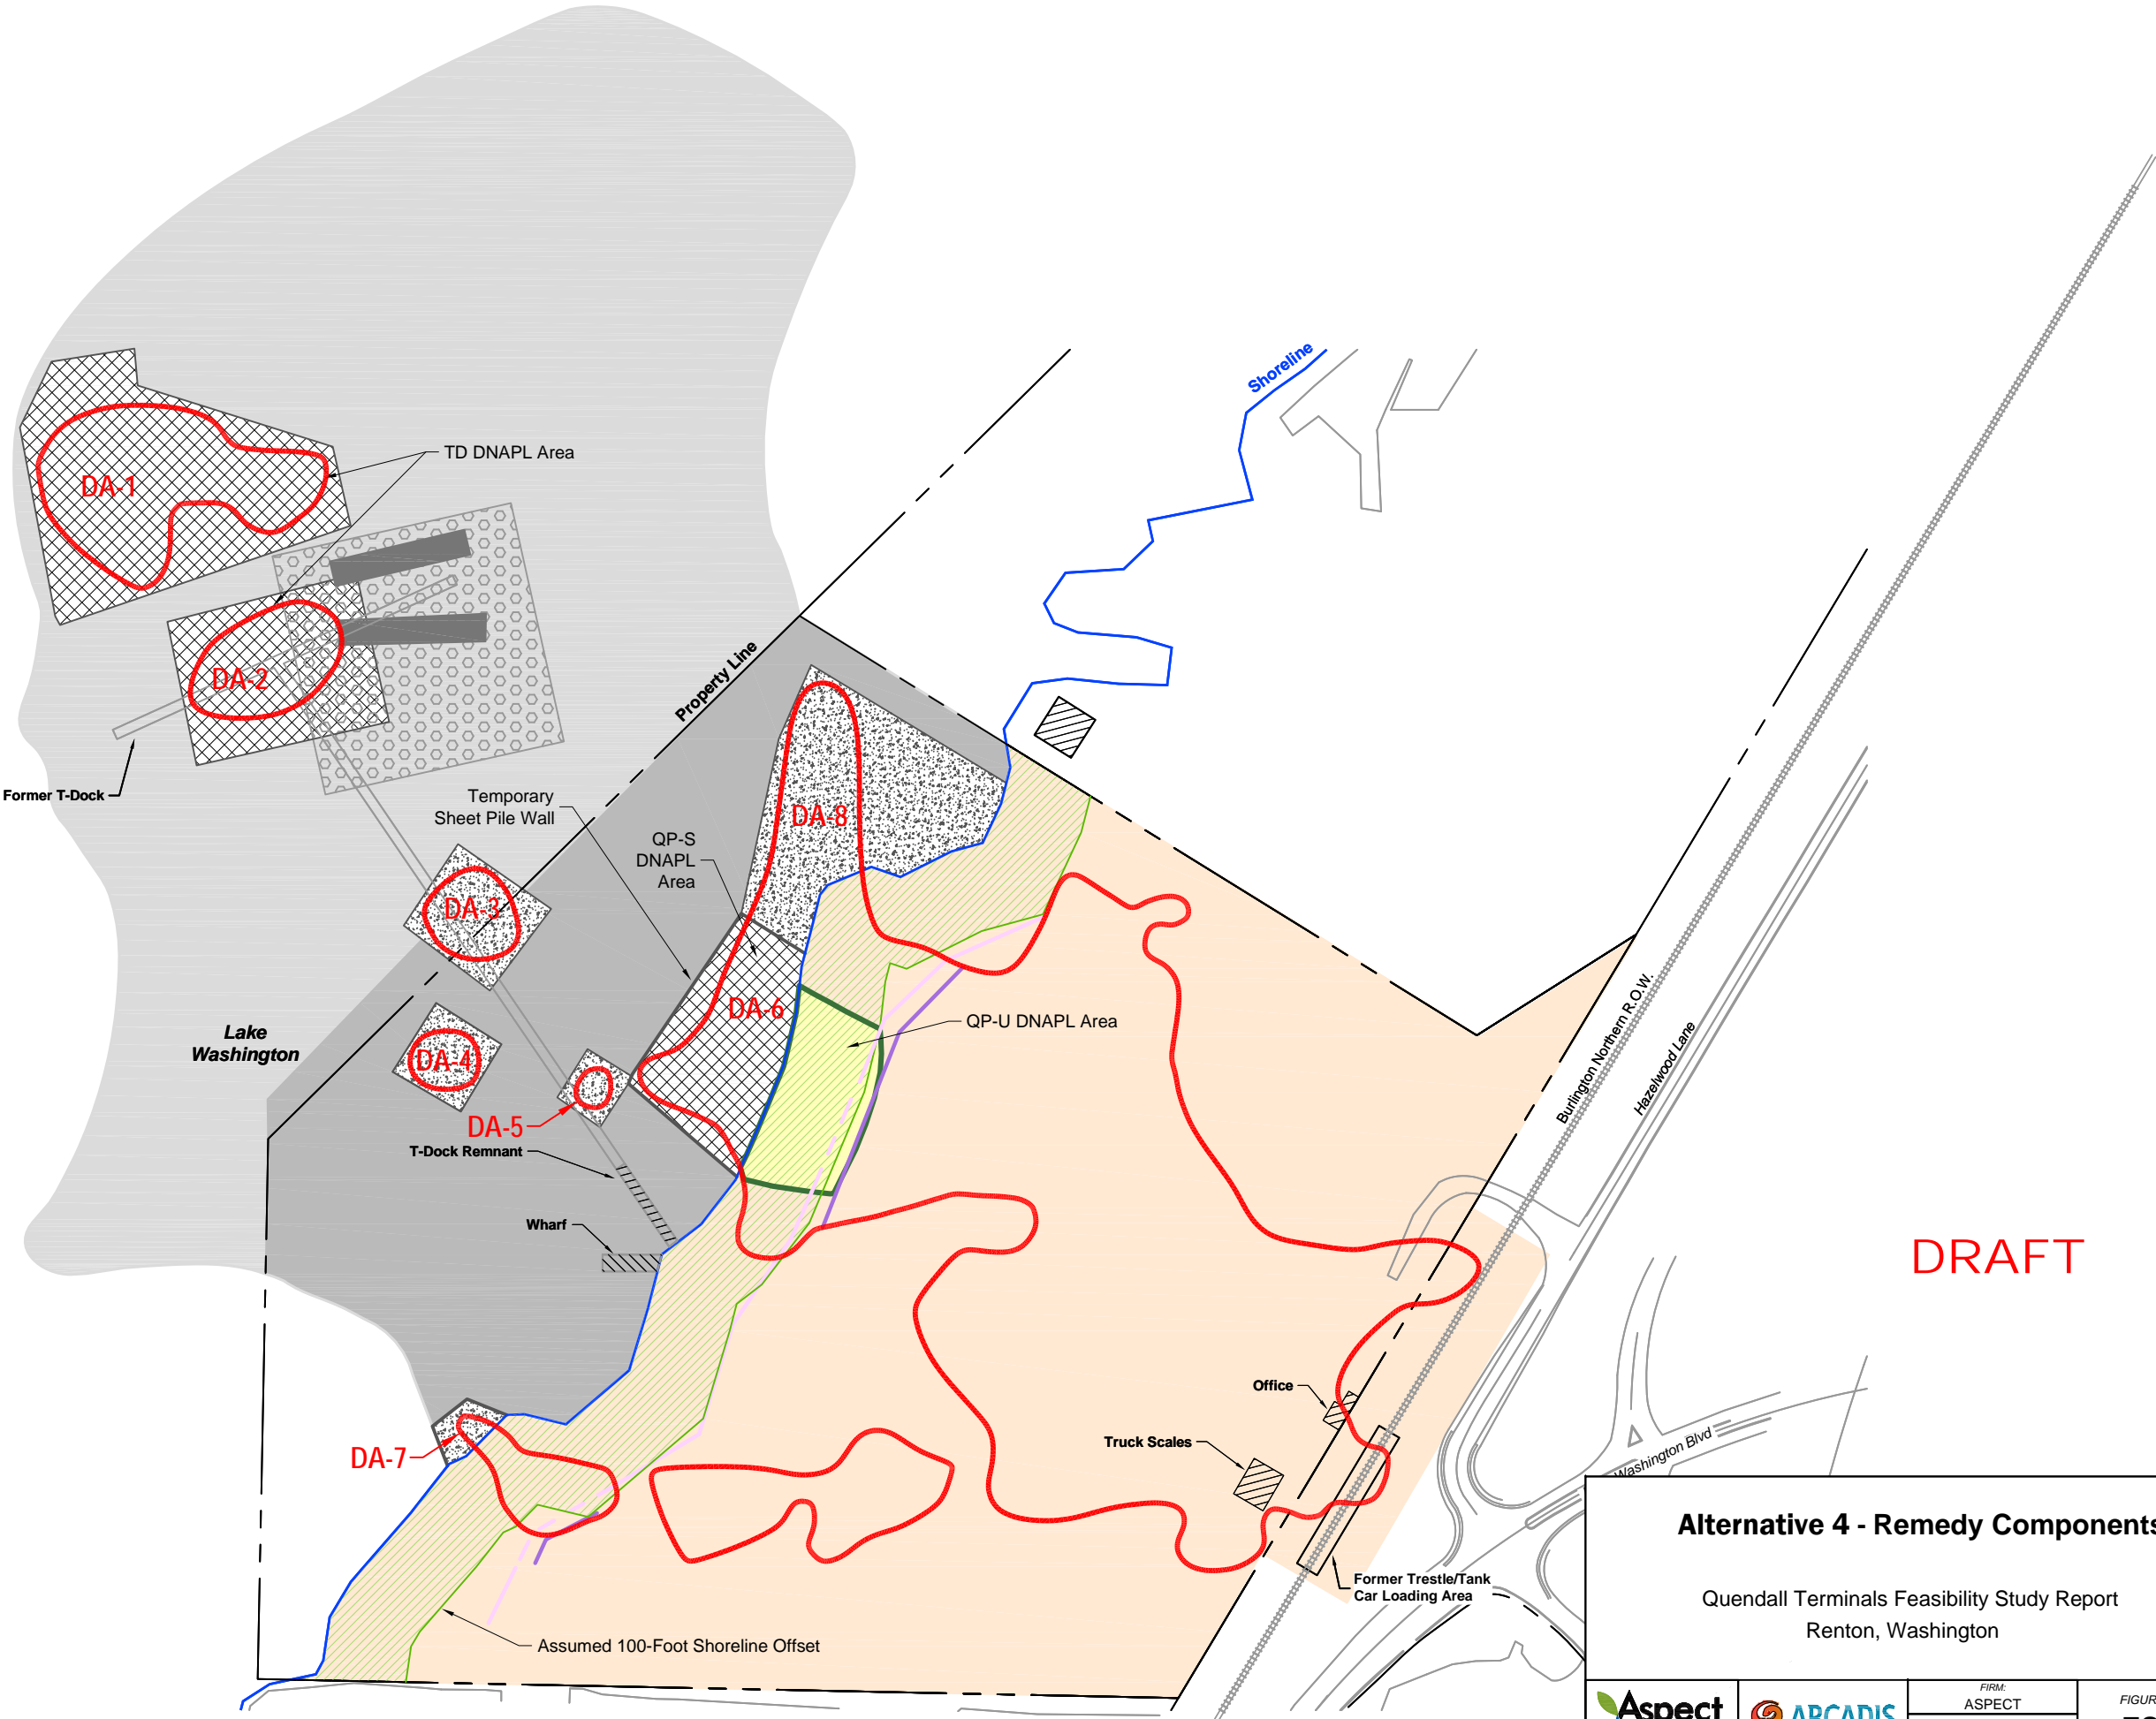 Shoreline
TD DNAPL Area
DA-1
DA-2
Property Line
Former T-Dock
Temporary
Sheet Pile Wall
DA-8
QP-S
DNAPL
Area
DA-3
DA-6
QP-U DNAPL Area
Lake
Washington
DA-4
DA-5
T-Dock Remnant
Wharf
Burlington Northern R.O.W.
Hazelwood Lane
DRAFT
Office
Truck Scales
DA-7
Washington Blvd
Former Trestle/Tank
Car Loading Area
Assumed 100-Foot Shoreline Offset
Alternative 4 - Remedy Components
Quendall Terminals Feasibility Study Report
Renton, Washington
Aspect
ARCADIS
FIRM:
ASPECT